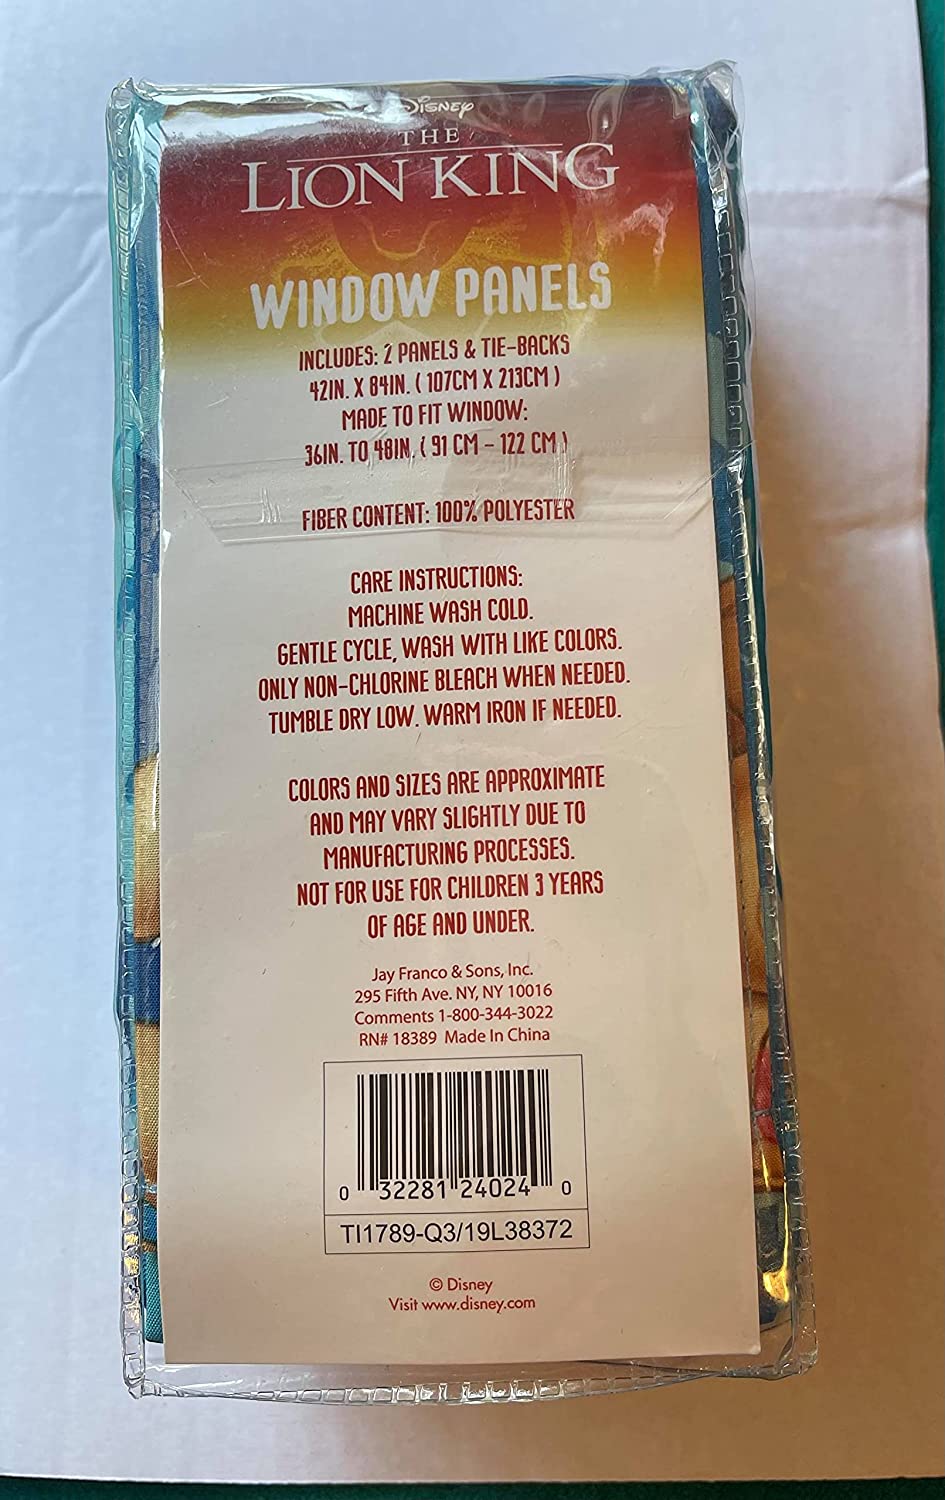 Disney
THE
LION KING
WINDOW PANELS
INCLUDES: 2 PANELS & TIE-BACKS
42IN. X 84IN. ( 107CM X 213CM )
MADE TO FIT WINDOW:
36IN. TO 48IN. ( 91 CM - 122 CM )
FIBER CONTENT: 100% POLYESTER
CARE INSTRUCTIONS:
MACHINE WASH COLD.
GENTLE CYCLE, WASH WITH LIKE COLORS.
ONLY NON-CHLORINE BLEACH WHEN NEEDED.
TUMBLE DRY LOW. WARM IRON IF NEEDED.
COLORS AND SIZES ARE APPROXIMATE
AND MAY VARY SLIGHTLY DUE TO
MANUFACTURING PROCESSES.
NOT FOR USE FOR CHILDREN 3 YEARS
OF AGE AND UNDER.
Jay Franco & Sons, Inc.
295 Fifth Ave. NY, NY 10016
Comments 1-800-344-3022
RN# 18389 Made In China
0 32281 24024 0
TI1789-Q3/19L38372
© Disney
Visit www.disney.com